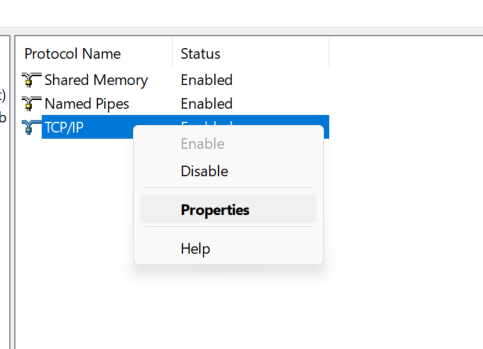 Protocol Name Status
Shared Memory Enabled
Named Pipes Enabled
TCP/IP
Enable
Disable
Properties
Help